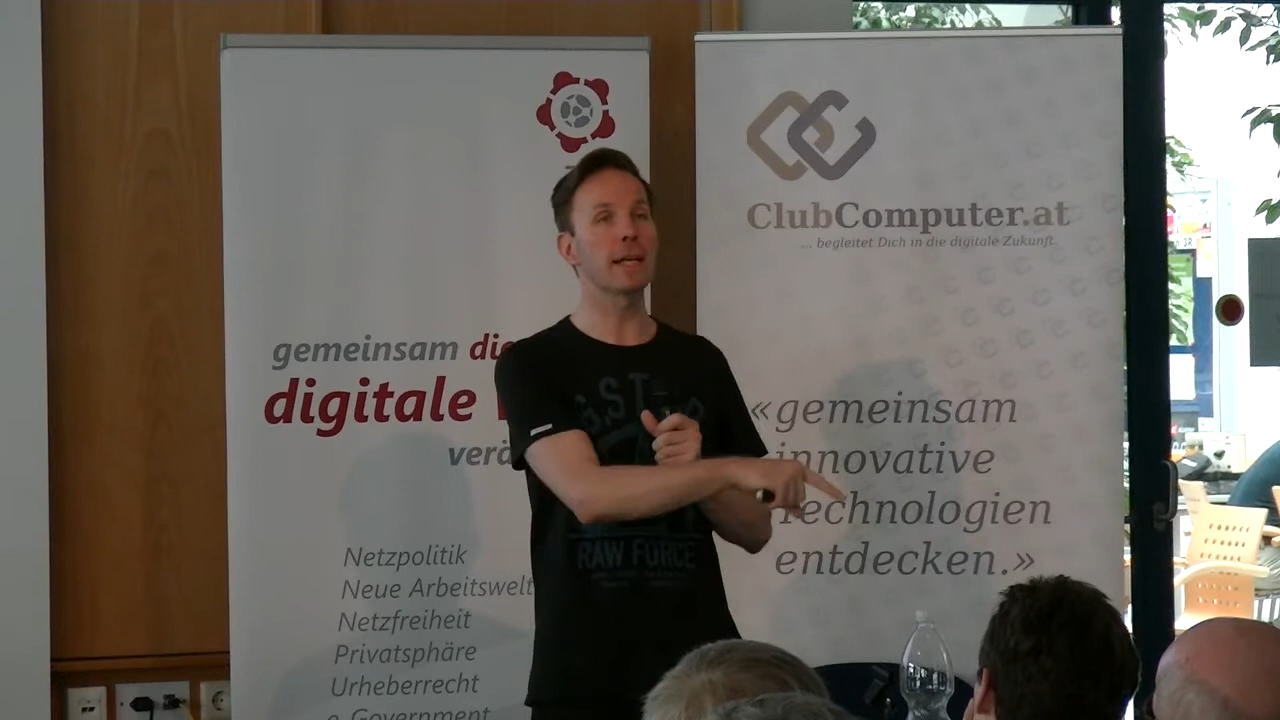 gemeinsam die
digitale
verä
Netzpolitik
Neue Arbeitswelt
Netzfreiheit
Privatsphäre
Urheberrecht
e-Government
ClubComputer.at
... begleitet Dich in die digitale Zukunft.
«gemeinsam
innovative
Technologien
entdecken.»
RAW FORCE